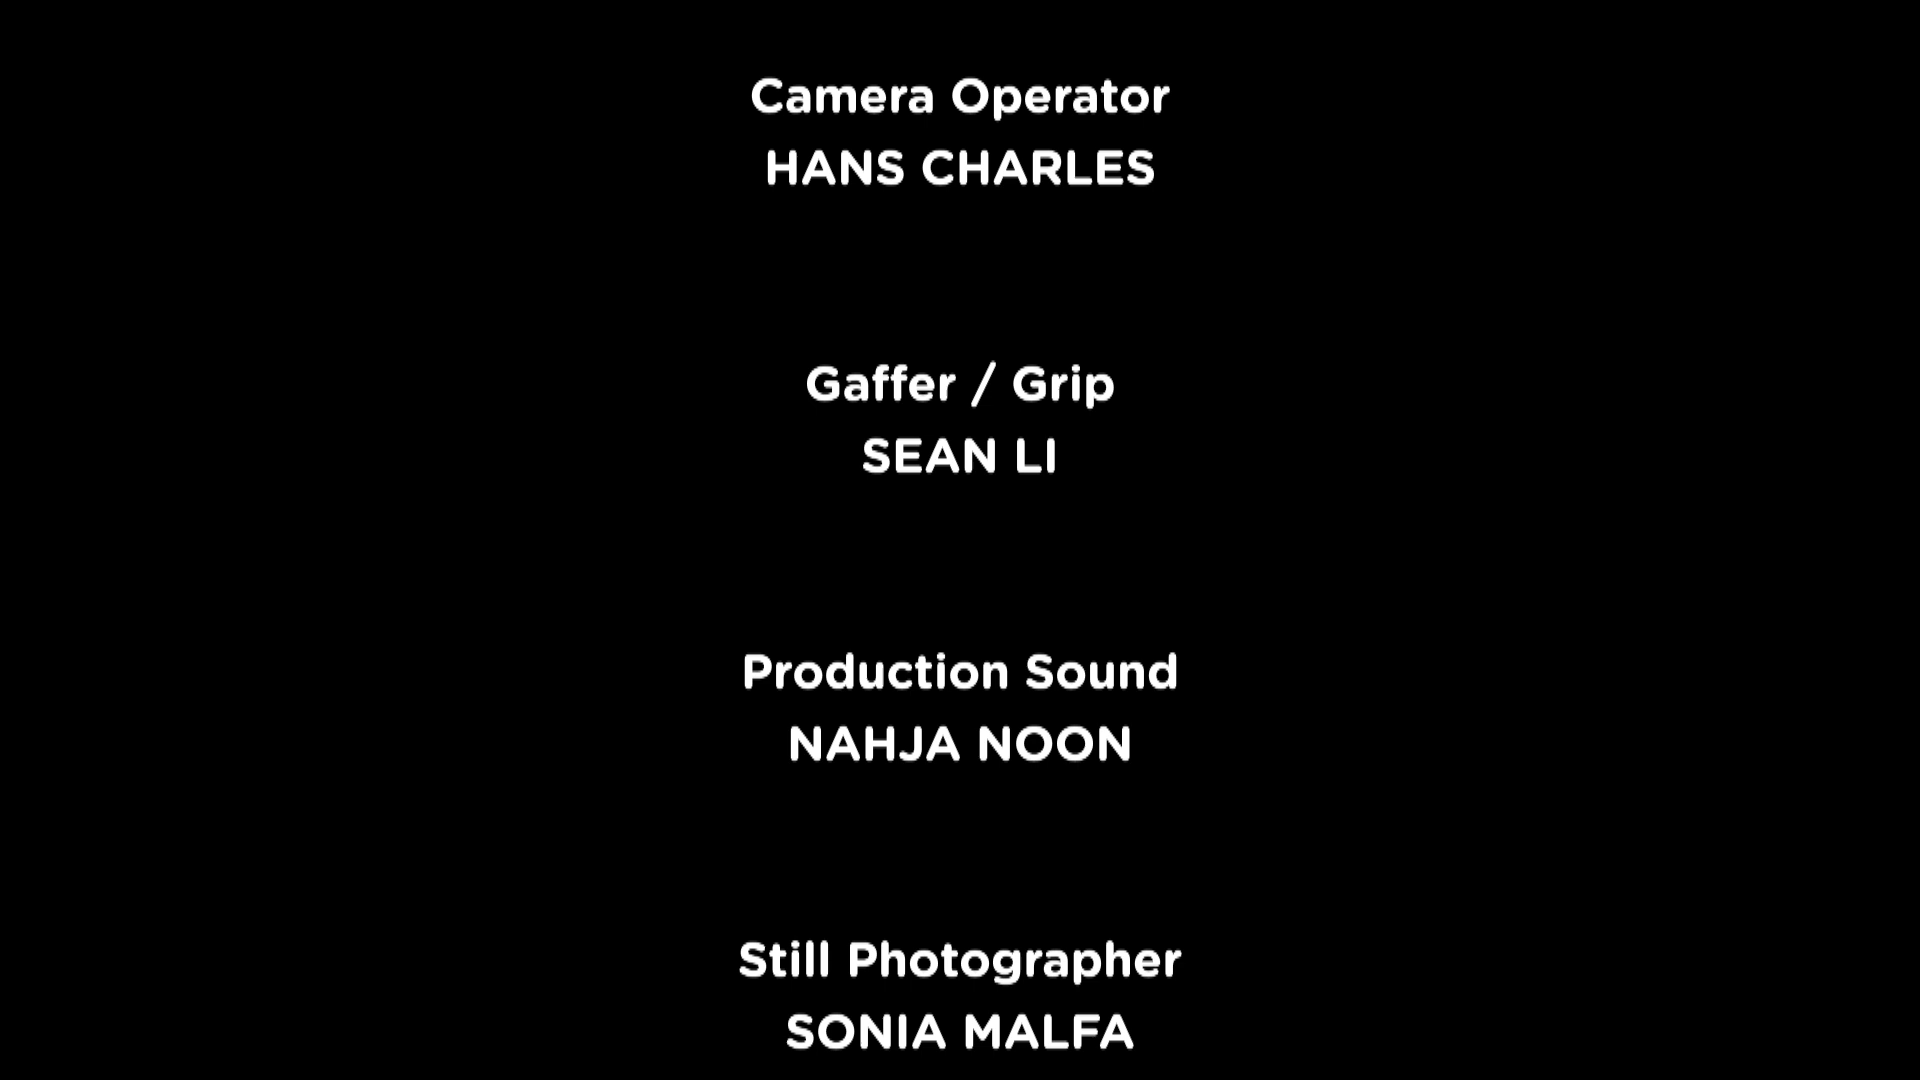 Camera Operator
HANS CHARLES
Gaffer / Grip
SEAN LI
Production Sound
NAHJA NOON
Still Photographer
SONIA MALFA